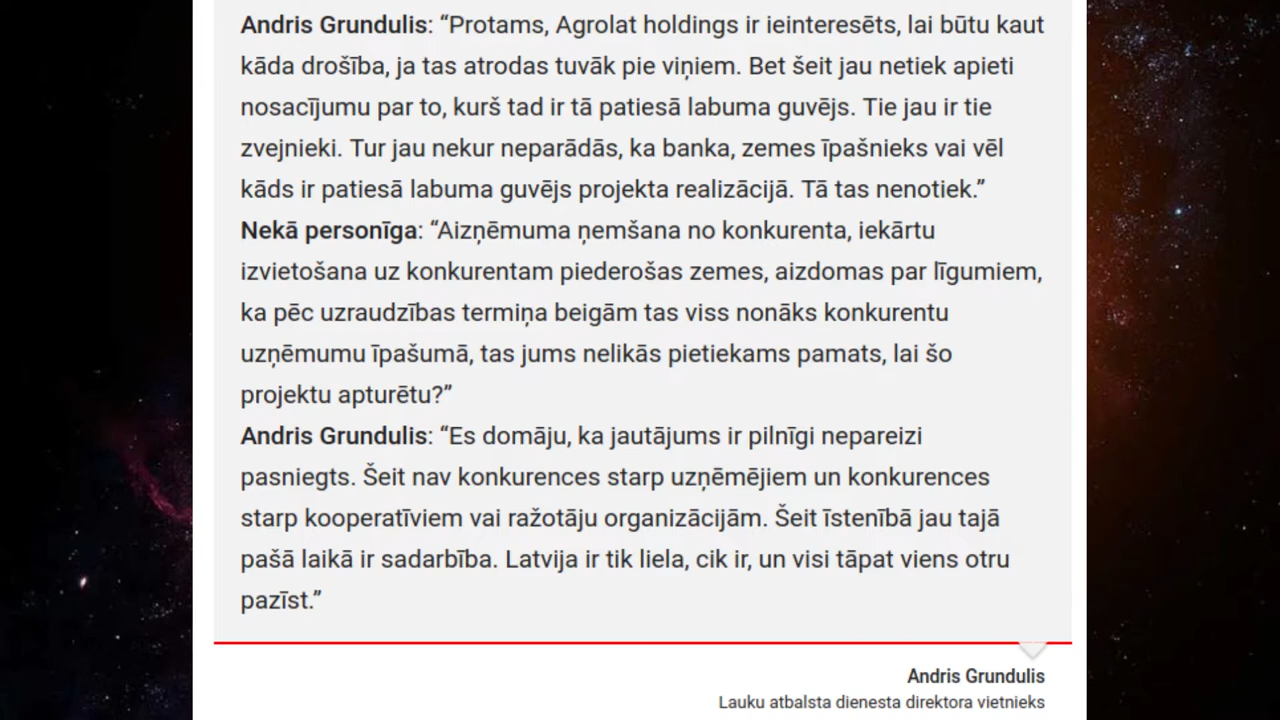 Andris Grundulis: “Protams, Agrolat holdings ir ieinteresēts, lai būtu kaut
kāda drošība, ja tas atrodas tuvāk pie viņiem. Bet šeit jau netiek apieti
nosacījumu par to, kurš tad ir tā patiesā labuma guvējs. Tie jau ir tie
zvejnieki. Tur jau nekur neparādās, ka banka, zemes īpašnieks vai vēl
kāds ir patiesā labuma guvējs projekta realizācijā. Tā tas nenotiek.”
Nekā personīga: “Aizņēmuma ņemšana no konkurenta, iekārtu
izvietošana uz konkurentam piederošas zemes, aizdomas par līgumiem,
ka pēc uzraudzības termiņa beigām tas viss nonāks konkurentu
uzņēmumu īpašumā, tas jums nelikās pietiekams pamats, lai šo
projektu apturētu?”
Andris Grundulis: “Es domāju, ka jautājums ir pilnīgi nepareizi
pasniegts. Šeit nav konkurences starp uzņēmējiem un konkurences
starp kooperatīviem vai ražotāju organizācijām. Šeit īstenībā jau tajā
pašā laikā ir sadarbība. Latvija ir tik liela, cik ir, un visi tāpat viens otru
pazīst.”
Andris Grundulis
Lauku atbalsta dienesta direktora vietnieks